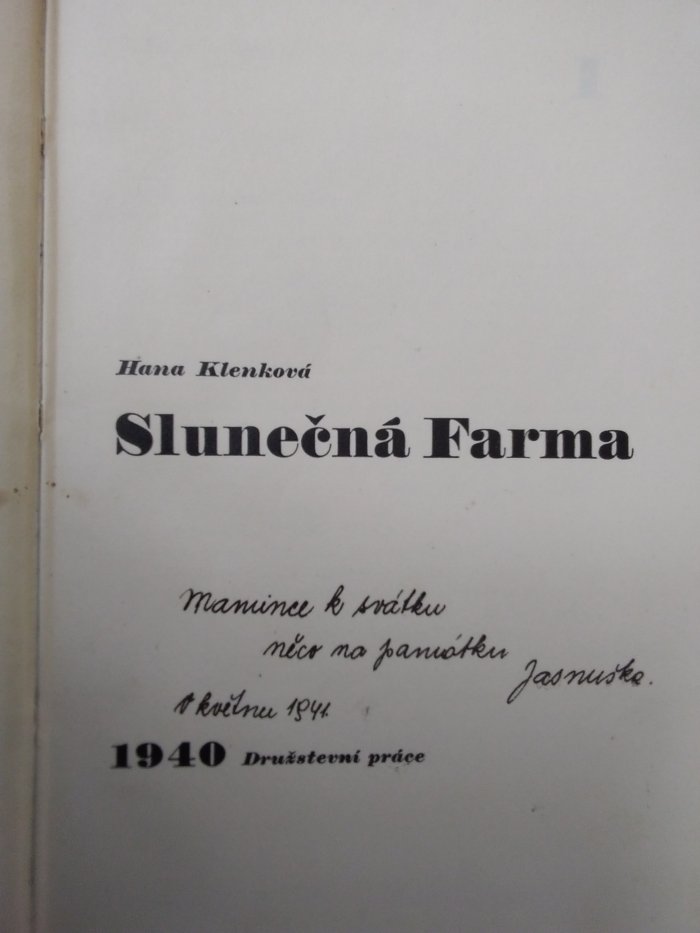 Hana Klenková
Slunečná Farma
Mamince k svátku
něco na památku
Jasnuška.
V květnu 1941.
1940 Družstevní práce